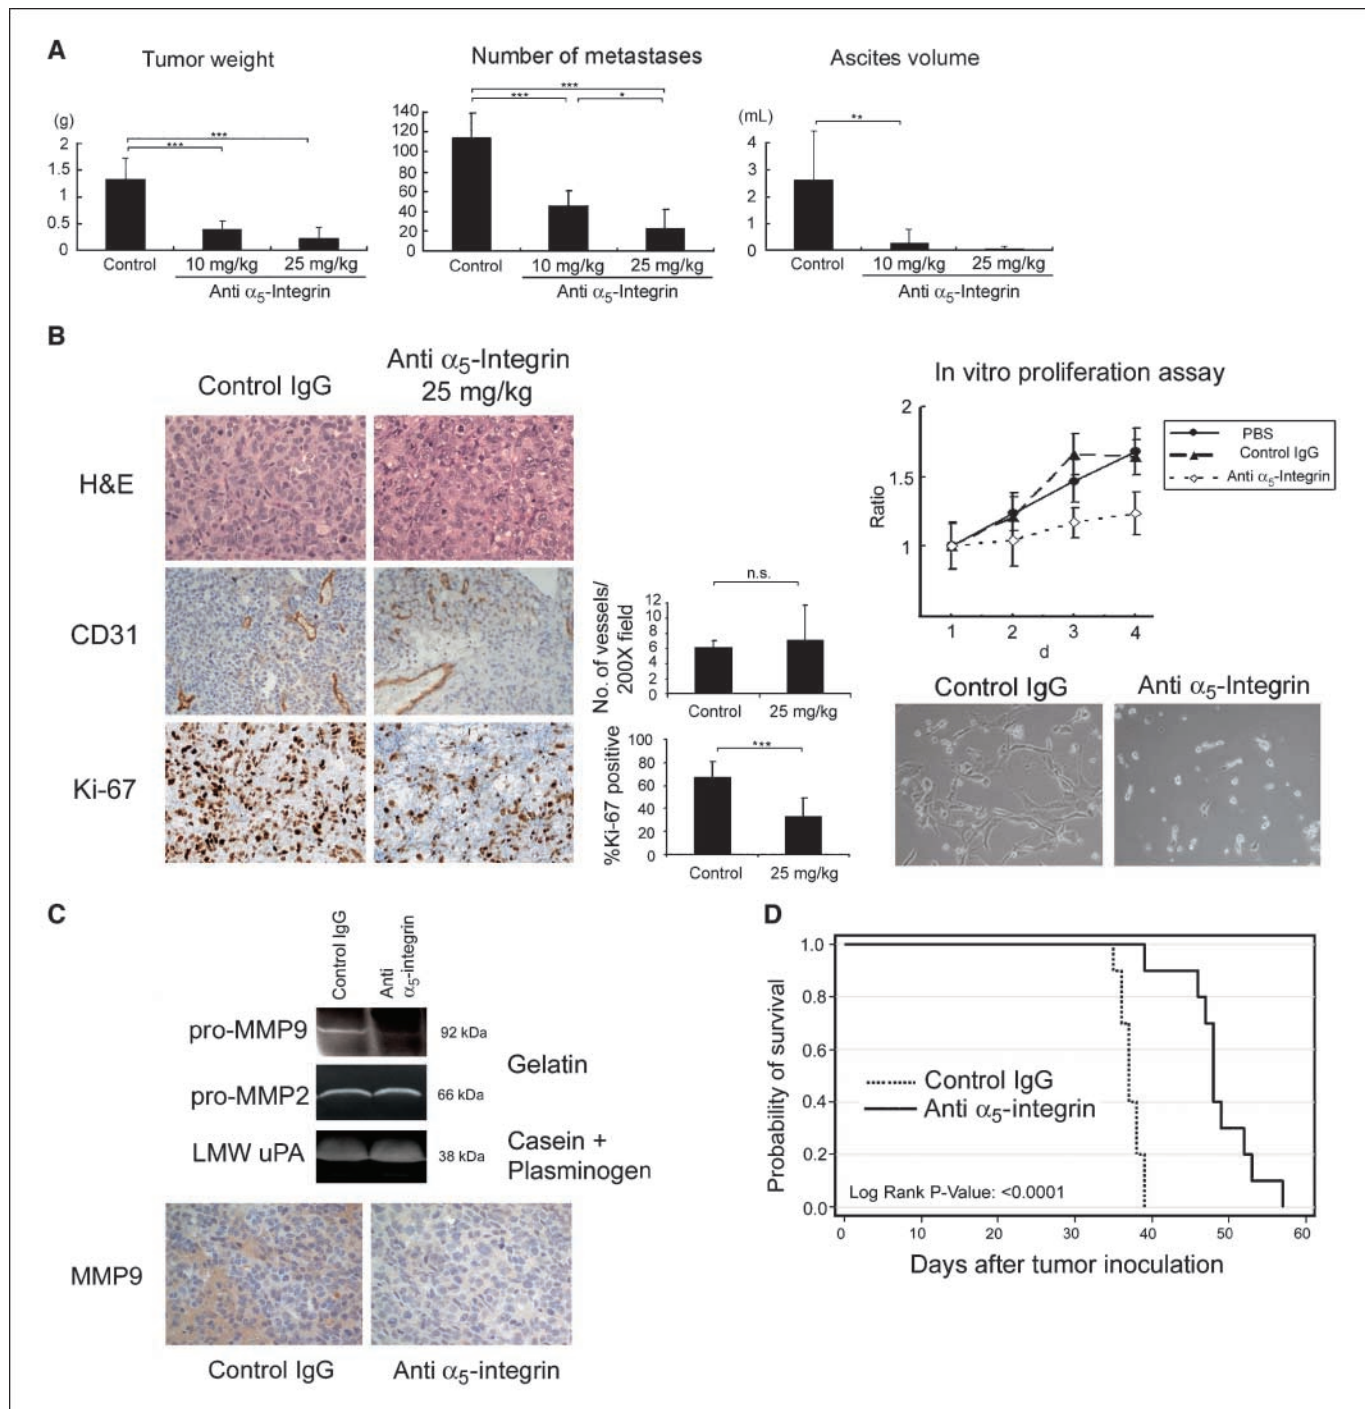 A
Tumor weight
Number of metastases
Ascites volume
(g)
***
***
2
1.5
1
0.5
0
Control
10 mg/kg
25 mg/kg
Anti α5-Integrin
***
***
*
140
120
100
80
60
40
20
0
Control
10 mg/kg
25 mg/kg
Anti α5-Integrin
(mL)
**
4
3
2
1
0
Control
10 mg/kg
25 mg/kg
Anti α5-Integrin
B
Control IgG
Anti α5-Integrin
25 mg/kg
H&E
CD31
Ki-67
No. of vessels/
200X field
n.s.
12
10
8
6
4
2
0
Control
25 mg/kg
%Ki-67 positive
***
100
80
60
40
20
0
Control
25 mg/kg
In vitro proliferation assay
Ratio
2
1.5
1
1
2
3
4
d
PBS
Control IgG
Anti α5-Integrin
Control IgG
Anti α5-Integrin
C
Control IgG
Anti
α5-integrin
pro-MMP9
92 kDa
Gelatin
pro-MMP2
66 kDa
LMW uPA
38 kDa
Casein +
Plasminogen
MMP9
Control IgG
Anti α5-integrin
D
Probability of survival
1.0
0.8
0.6
0.4
0.2
0.0
Control IgG
Anti α5-integrin
Log Rank P-Value: <0.0001
0
10
20
30
40
50
60
Days after tumor inoculation